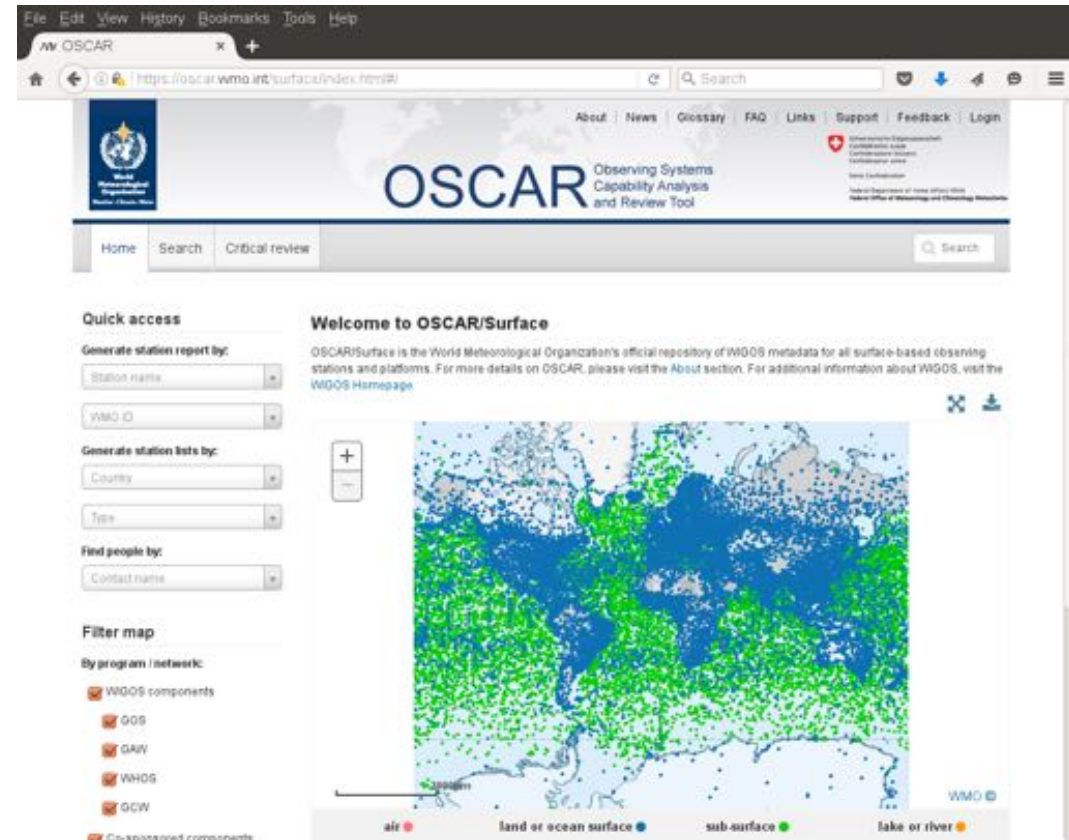 File Edit View History Bookmarks Tools Help
OSCAR
https://oscar.wmo.int/surface/index.html#/
Search
About News Glossary FAQ Links Support Feedback Login
World
Meteorological
Organization
OSCAR
Observing Systems
Capability Analysis
and Review Tool
Home Search Critical review
Search
Quick access
Generate station report by:
Station name
WMO ID
Generate station lists by:
Country
Type
Find people by:
Contact name
Filter map
By program / network:
WIGOS components
GOS
GAW
WHOS
GCW
Co-sponsored components
Welcome to OSCAR/Surface
OSCAR/Surface is the World Meteorological Organization's official repository of WIGOS metadata for all surface-based observing
stations and platforms. For more details on OSCAR, please visit the About section. For additional information about WIGOS, visit the
WIGOS Homepage
+
−
WMO ©
air land or ocean surface sub-surface lake or river